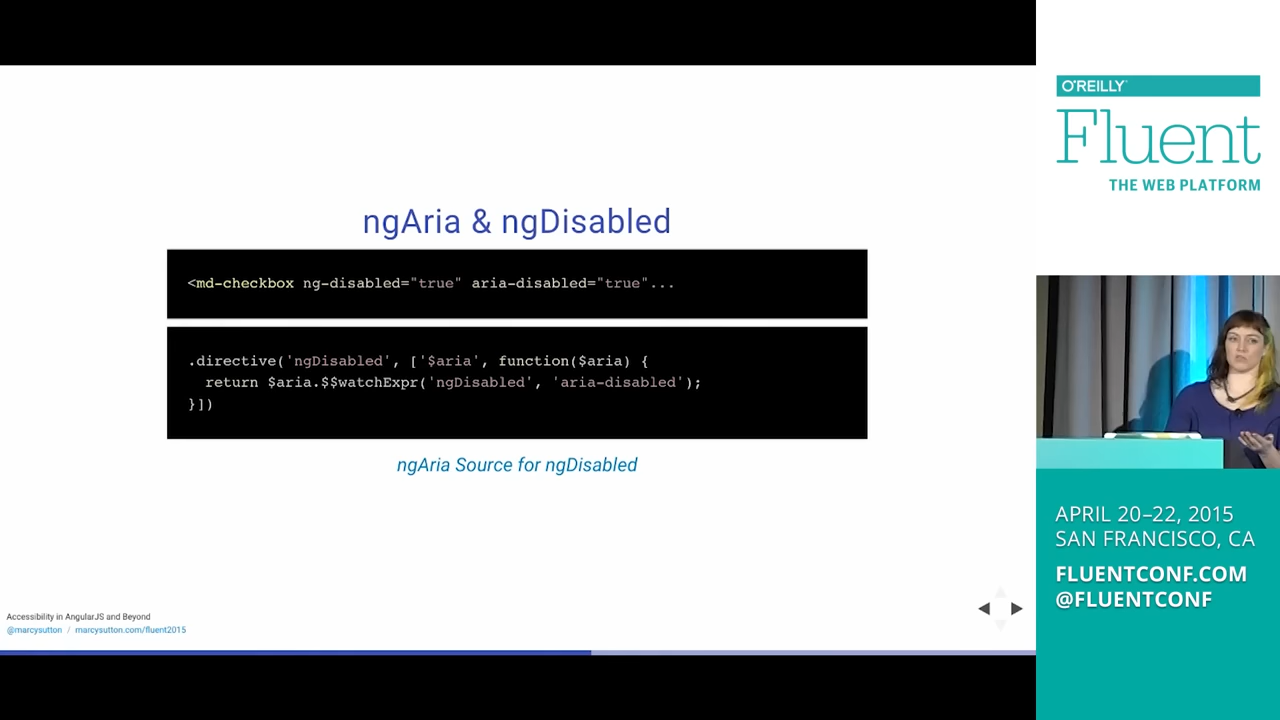 ngAria & ngDisabled
<md-checkbox ng-disabled="true" aria-disabled="true"...
.directive('ngDisabled', ['$aria', function($aria) {
  return $aria.$$watchExpr('ngDisabled', 'aria-disabled');
}])
ngAria Source for ngDisabled
Accessibility in AngularJS and Beyond
@marcysutton / marcysutton.com/fluent2015
O'REILLY
Fluent
THE WEB PLATFORM
APRIL 20–22, 2015
SAN FRANCISCO, CA
FLUENTCONF.COM
@FLUENTCONF